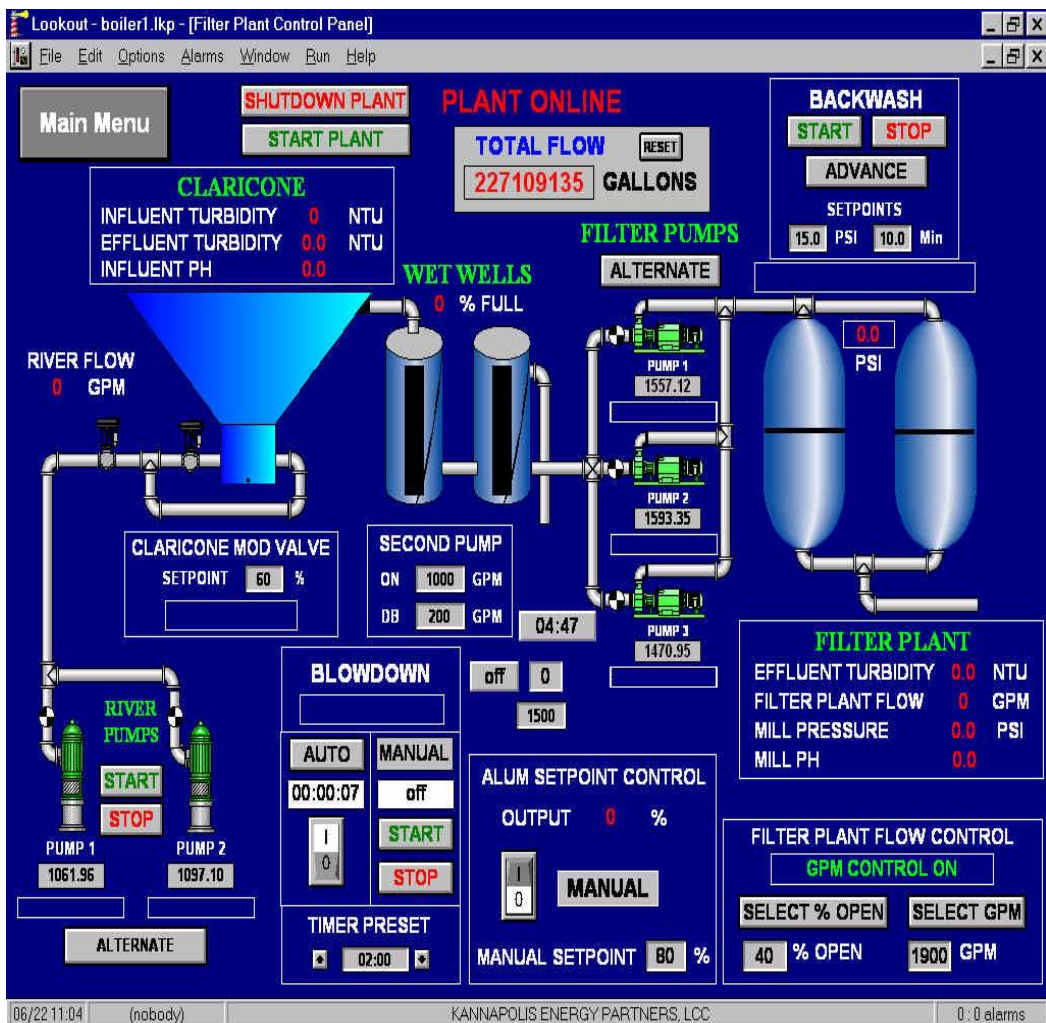 Lookout - boiler1.lkp - [Filter Plant Control Panel]
File Edit Options Alarms Window Run Help
Main Menu
SHUTDOWN PLANT
START PLANT
PLANT ONLINE
TOTAL FLOW RESET
227109135 GALLONS
BACKWASH
START STOP
ADVANCE
SETPOINTS
15.0 PSI 10.0 Min
CLARICONE
INFLUENT TURBIDITY 0 NTU
EFFLUENT TURBIDITY 0.0 NTU
INFLUENT PH 0.0
WET WELLS
0 % FULL
FILTER PUMPS
ALTERNATE
PUMP 1
1557.12
PUMP 2
1593.35
PUMP 3
1470.95
0.0
PSI
RIVER FLOW
0 GPM
CLARICONE MOD VALVE
SETPOINT 60 %
SECOND PUMP
ON 1000 GPM
DB 200 GPM
04:47
off 0
1500
FILTER PLANT
EFFLUENT TURBIDITY 0.0 NTU
FILTER PLANT FLOW 0 GPM
MILL PRESSURE 0.0 PSI
MILL PH 0.0
RIVER
PUMPS
START
STOP
PUMP 1
1061.96
PUMP 2
1097.10
ALTERNATE
BLOWDOWN
AUTO
00:00:07
I
0
MANUAL
off
START
STOP
TIMER PRESET
02:00
ALUM SETPOINT CONTROL
OUTPUT 0 %
I
0
MANUAL
MANUAL SETPOINT 80 %
FILTER PLANT FLOW CONTROL
GPM CONTROL ON
SELECT % OPEN SELECT GPM
40 % OPEN 1900 GPM
06/22 11:04 (nobody) KANNAPOLIS ENERGY PARTNERS, LCC 0 : 0 alarms